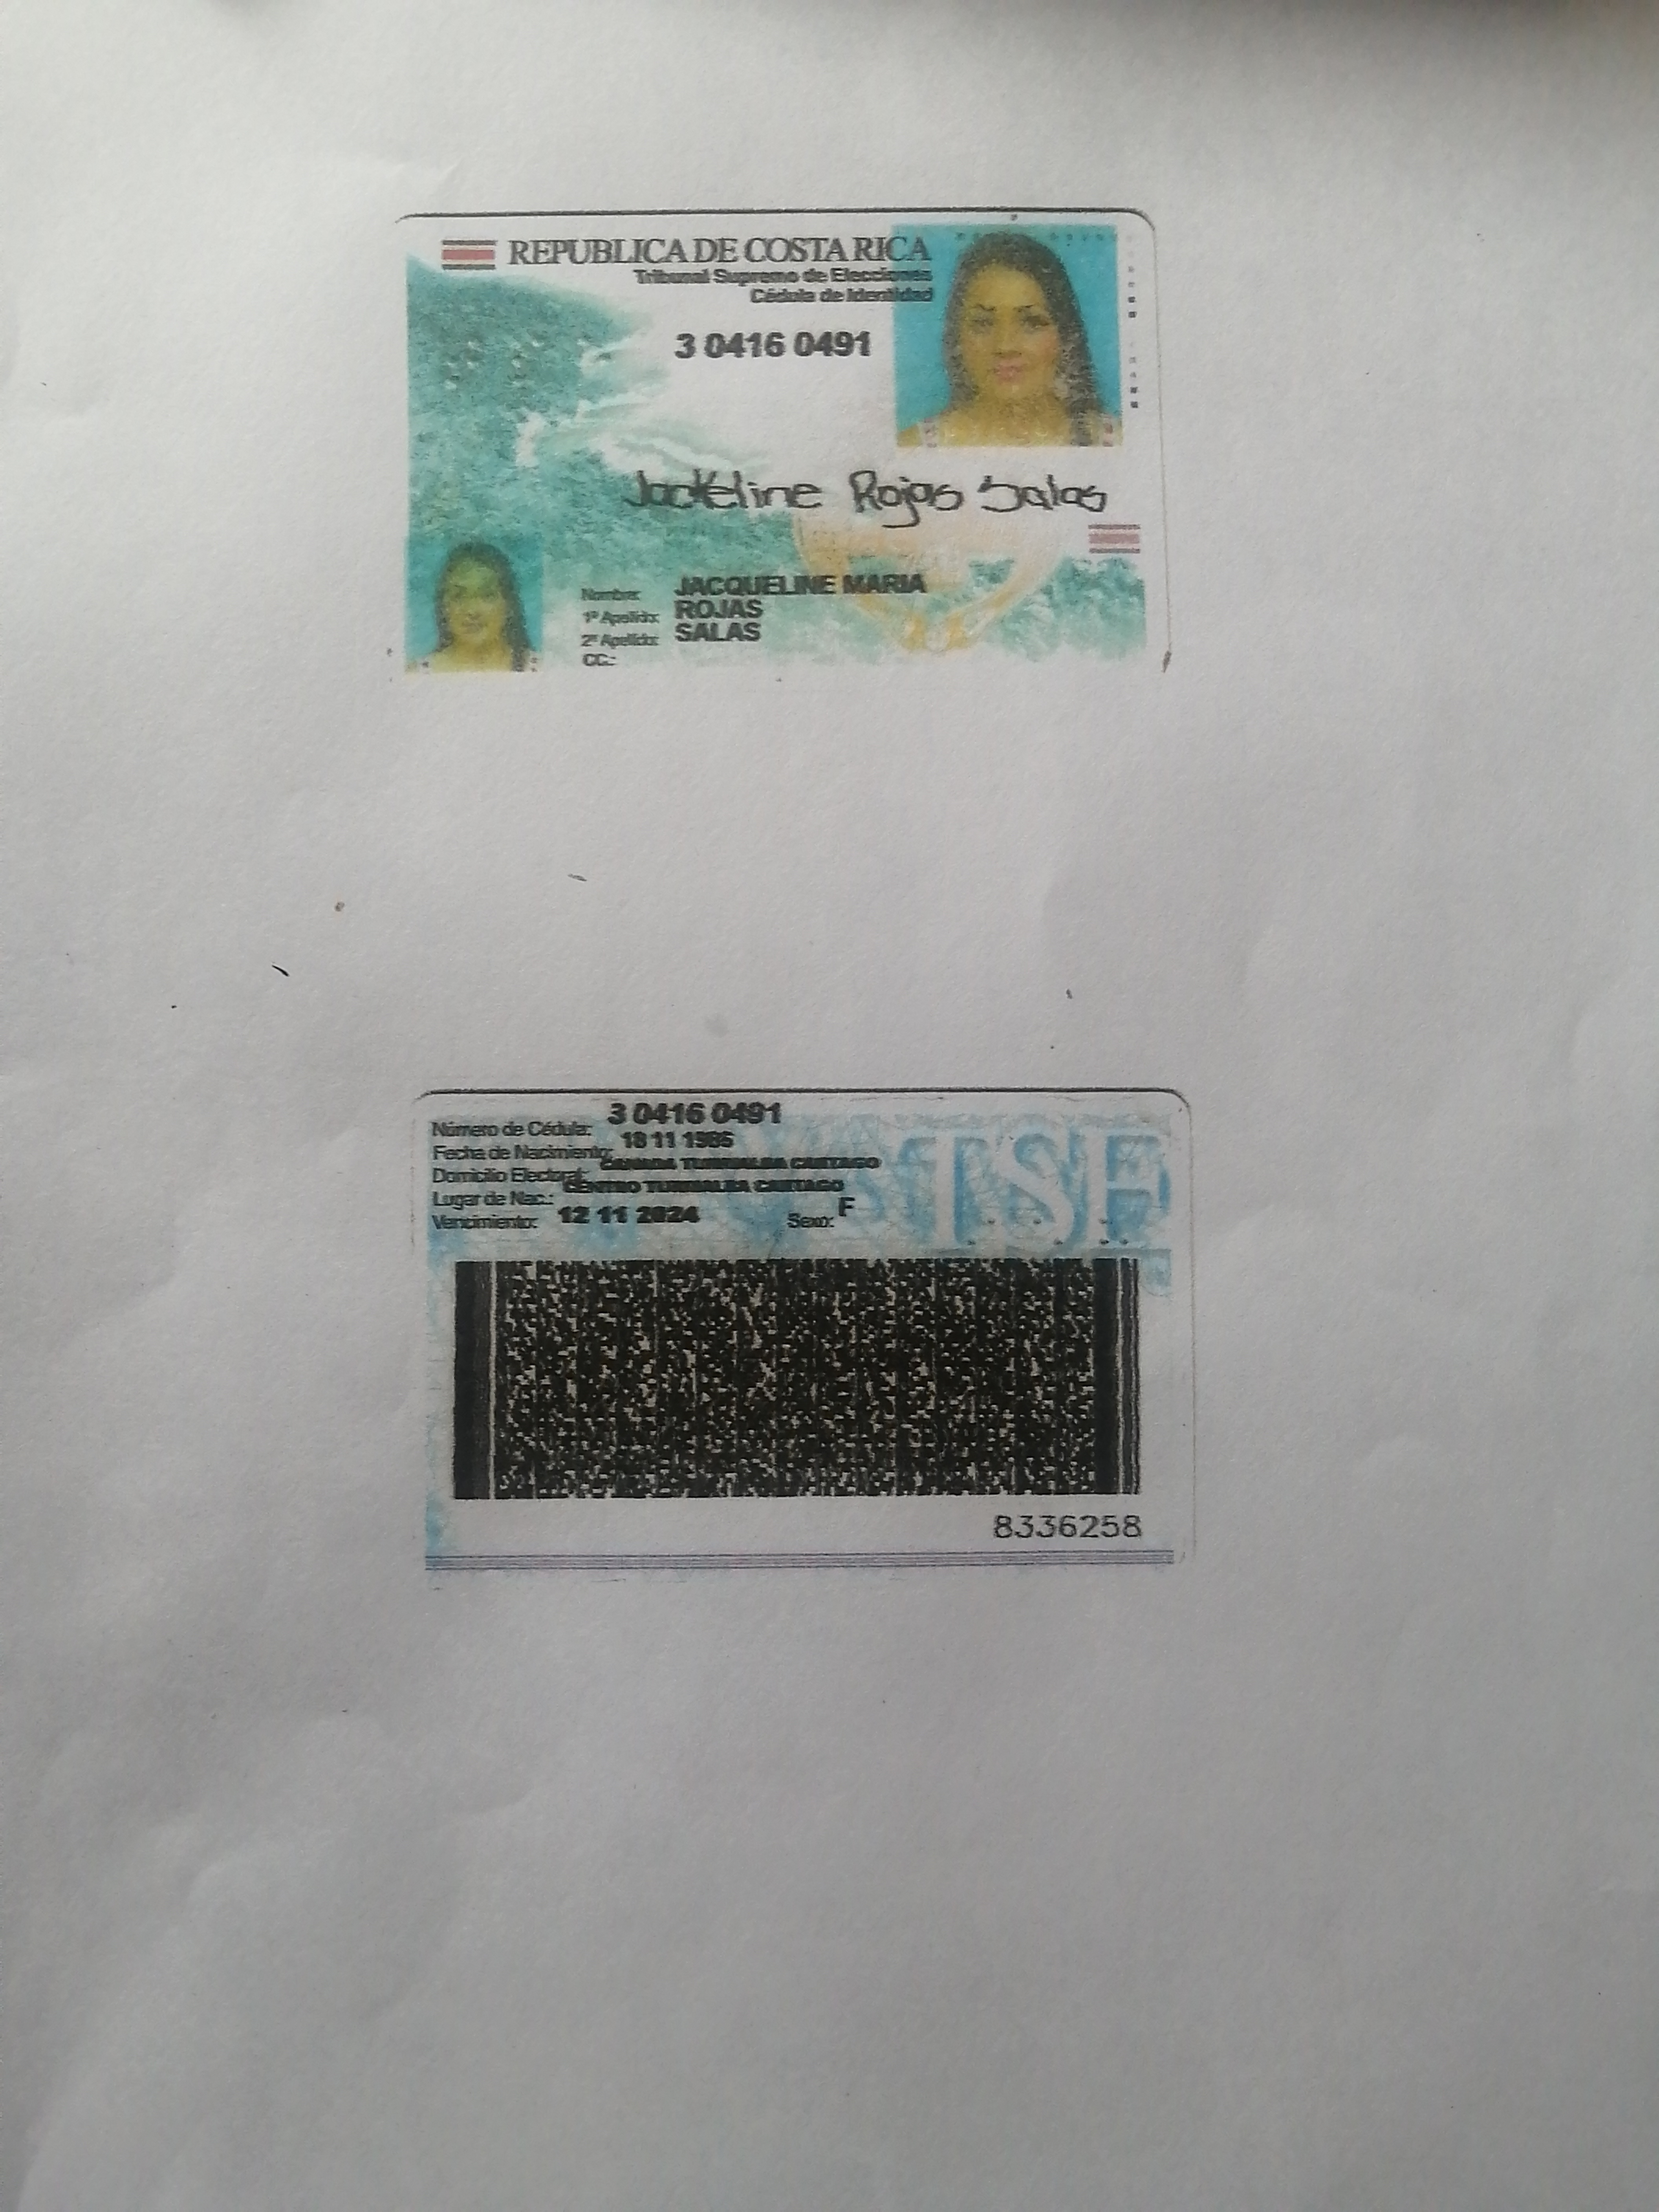 REPUBLICA DE COSTA RICA
Tribunal Supremo de Elecciones
Cédula de Identidad
3 0416 0491
Jackeline Rojas Salas
Nombre: JACQUELINE MARIA
1º Apellido: ROJAS
2º Apellido: SALAS
CC.:
3 0416 0491
Número de Cédula:
Fecha de Nacimiento: 18 11 1985
Domicilio Electoral: CANADA TURRIALBA CARTAGO
Lugar de Nac.: CENTRO TURRIALBA CARTAGO
Vencimiento: 12 11 2024 Sexo: F
TSE
8336258